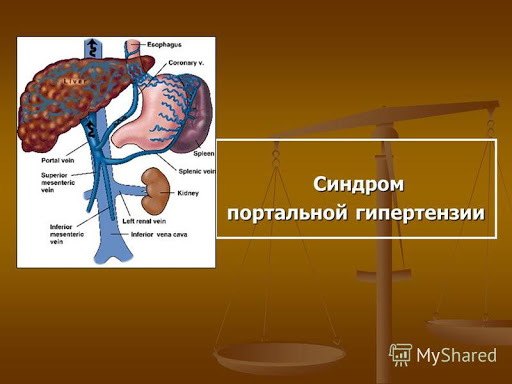 Esophagus
Coronary v.
Liver
Spleen
Portal vein
Splenic vein
Superior
mesenteric
vein
Kidney
Left renal vein
Inferior
mesenteric
vein
Inferior vena cava
Синдром
портальной гипертензии
MyShared